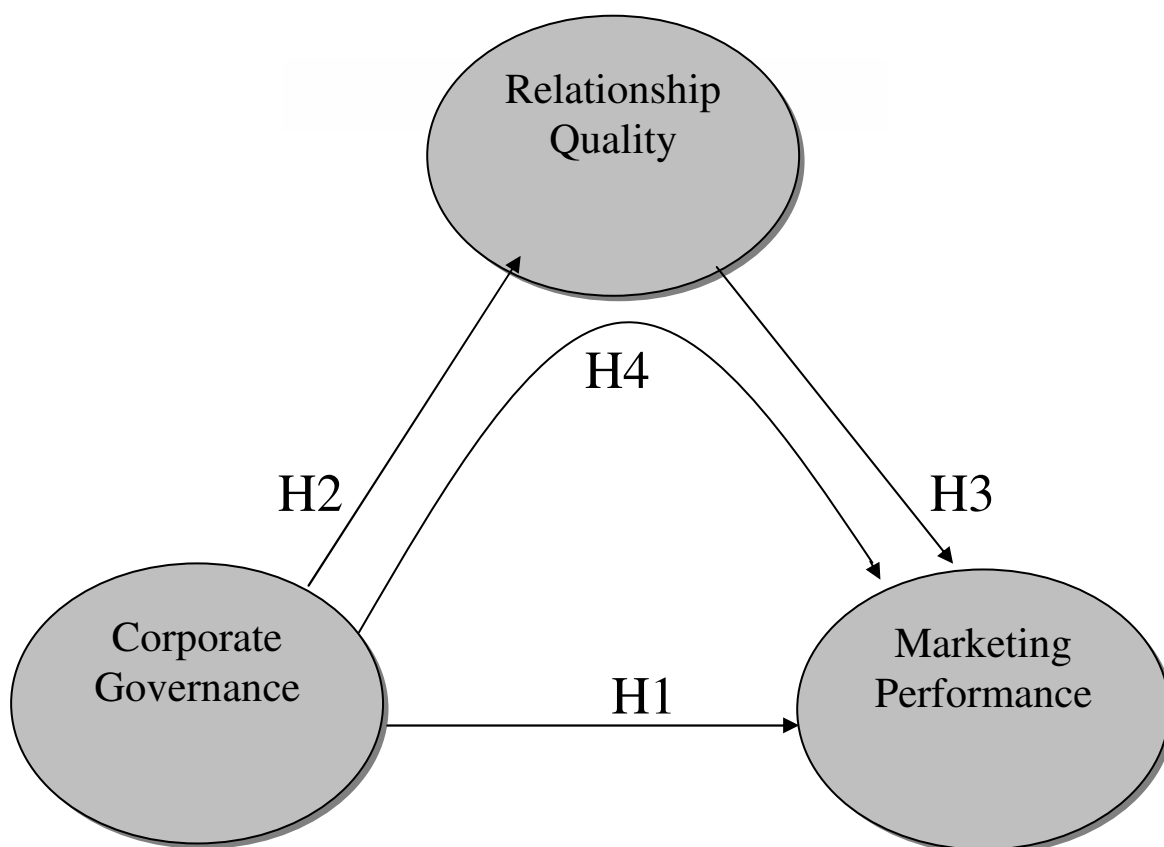 Relationship
Quality
H4
H2
H3
Corporate
Governance
Marketing
Performance
H1